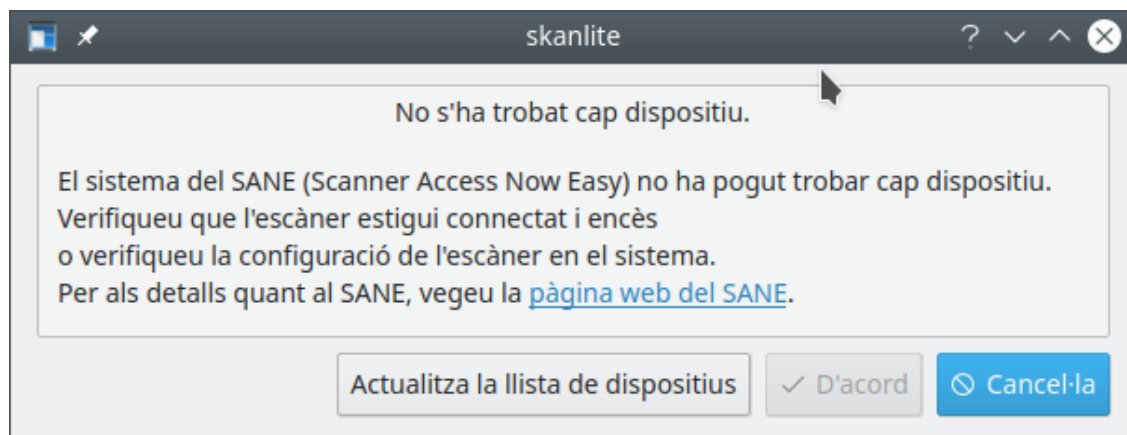 skanlite
No s'ha trobat cap dispositiu.
El sistema del SANE (Scanner Access Now Easy) no ha pogut trobar cap dispositiu.
Verifiqueu que l'escàner estigui connectat i encès
o verifiqueu la configuració de l'escàner en el sistema.
Per als detalls quant al SANE, vegeu la pàgina web del SANE.
Actualitza la llista de dispositius
D'acord
Cancel·la